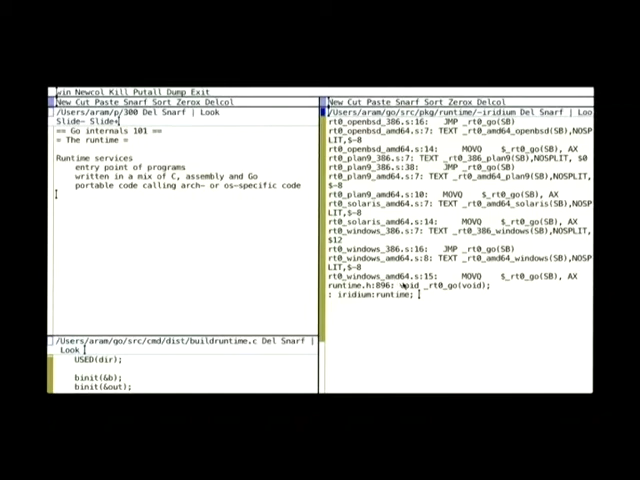 win Newcol Kill Putall Dump Exit
New Cut Paste Snarf Sort Zerox Delcol
/Users/aram/p/300 Del Snarf | Look
Slide- Slide+
== Go internals 101 ==
= The runtime =
Runtime services
entry point of programs
written in a mix of C, assembly and Go
portable code calling arch- or os-specific code
/Users/aram/go/src/cmd/dist/buildruntime.c Del Snarf |
Look
USED(dir);
binit(&b);
binit(&out);
New Cut Paste Snarf Sort Zerox Delcol
/Users/aram/go/src/pkg/runtime/-iridium Del Snarf | Loo
rt0_openbsd_386.s:16: JMP _rt0_go(SB)
rt0_openbsd_amd64.s:7: TEXT _rt0_amd64_openbsd(SB),NOSP
LIT,$-8
rt0_openbsd_amd64.s:14: MOVQ $_rt0_go(SB), AX
rt0_plan9_386.s:7: TEXT _rt0_386_plan9(SB),NOSPLIT, $0
rt0_plan9_386.s:38: JMP _rt0_go(SB)
rt0_plan9_amd64.s:7: TEXT _rt0_amd64_plan9(SB),NOSPLIT,
$-8
rt0_plan9_amd64.s:10: MOVQ $_rt0_go(SB), AX
rt0_solaris_amd64.s:7: TEXT _rt0_amd64_solaris(SB),NOSP
LIT,$-8
rt0_solaris_amd64.s:14: MOVQ $_rt0_go(SB), AX
rt0_windows_386.s:7: TEXT _rt0_386_windows(SB),NOSPLIT,
$12
rt0_windows_386.s:16: JMP _rt0_go(SB)
rt0_windows_amd64.s:8: TEXT _rt0_amd64_windows(SB),NOSP
LIT,$-8
rt0_windows_amd64.s:15: MOVQ $_rt0_go(SB), AX
runtime.h:896: void _rt0_go(void);
: iridium:runtime;